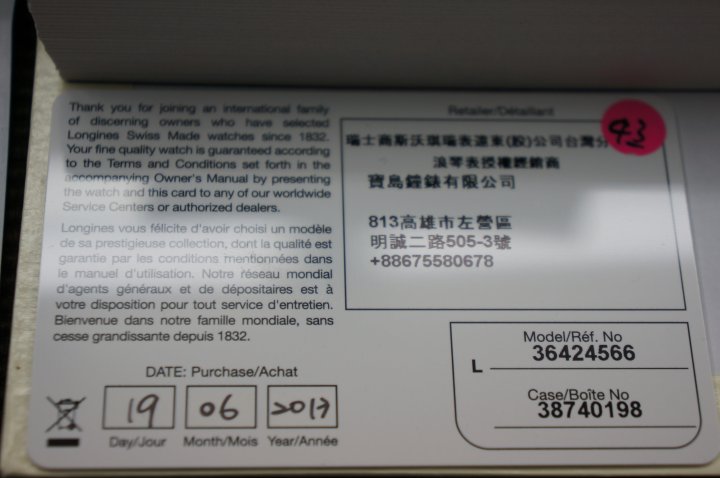 Thank you for joining an international family
of discerning owners who have selected
Longines Swiss Made watches since 1832.
Your fine quality watch is guaranteed according
to the Terms and Conditions set forth in the
accompanying Owner's Manual by presenting
the watch and this card to any of our worldwide
Service Centers or authorized dealers.
Longines vous félicite d'avoir choisi un modèle
de sa prestigieuse collection, dont la qualité est
garantie par les conditions mentionnées dans
le manuel d'utilisation. Notre réseau mondial
d'agents généraux et de dépositaires est à
votre disposition pour tout service d'entretien.
Bienvenue dans notre famille mondiale, sans
cesse grandissante depuis 1832.
Retailer/Détaillant
瑞士商斯沃琪瑞表遠東(股)公司台灣分
43
浪琴表授權經銷商
寶島鐘錶有限公司
813高雄市左營區
明誠二路505-3號
+88675580678
DATE: Purchase/Achat
19 06 2017
Day/Jour Month/Mois Year/Année
Model/Réf. No
L 36424566
Case/Boîte No
38740198